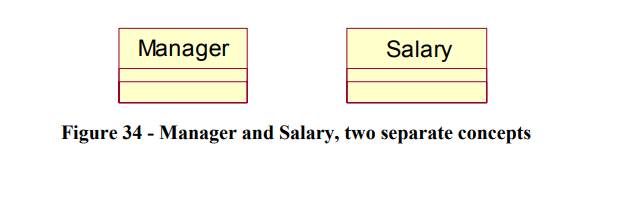 Manager
Salary
Figure 34 - Manager and Salary, two separate concepts